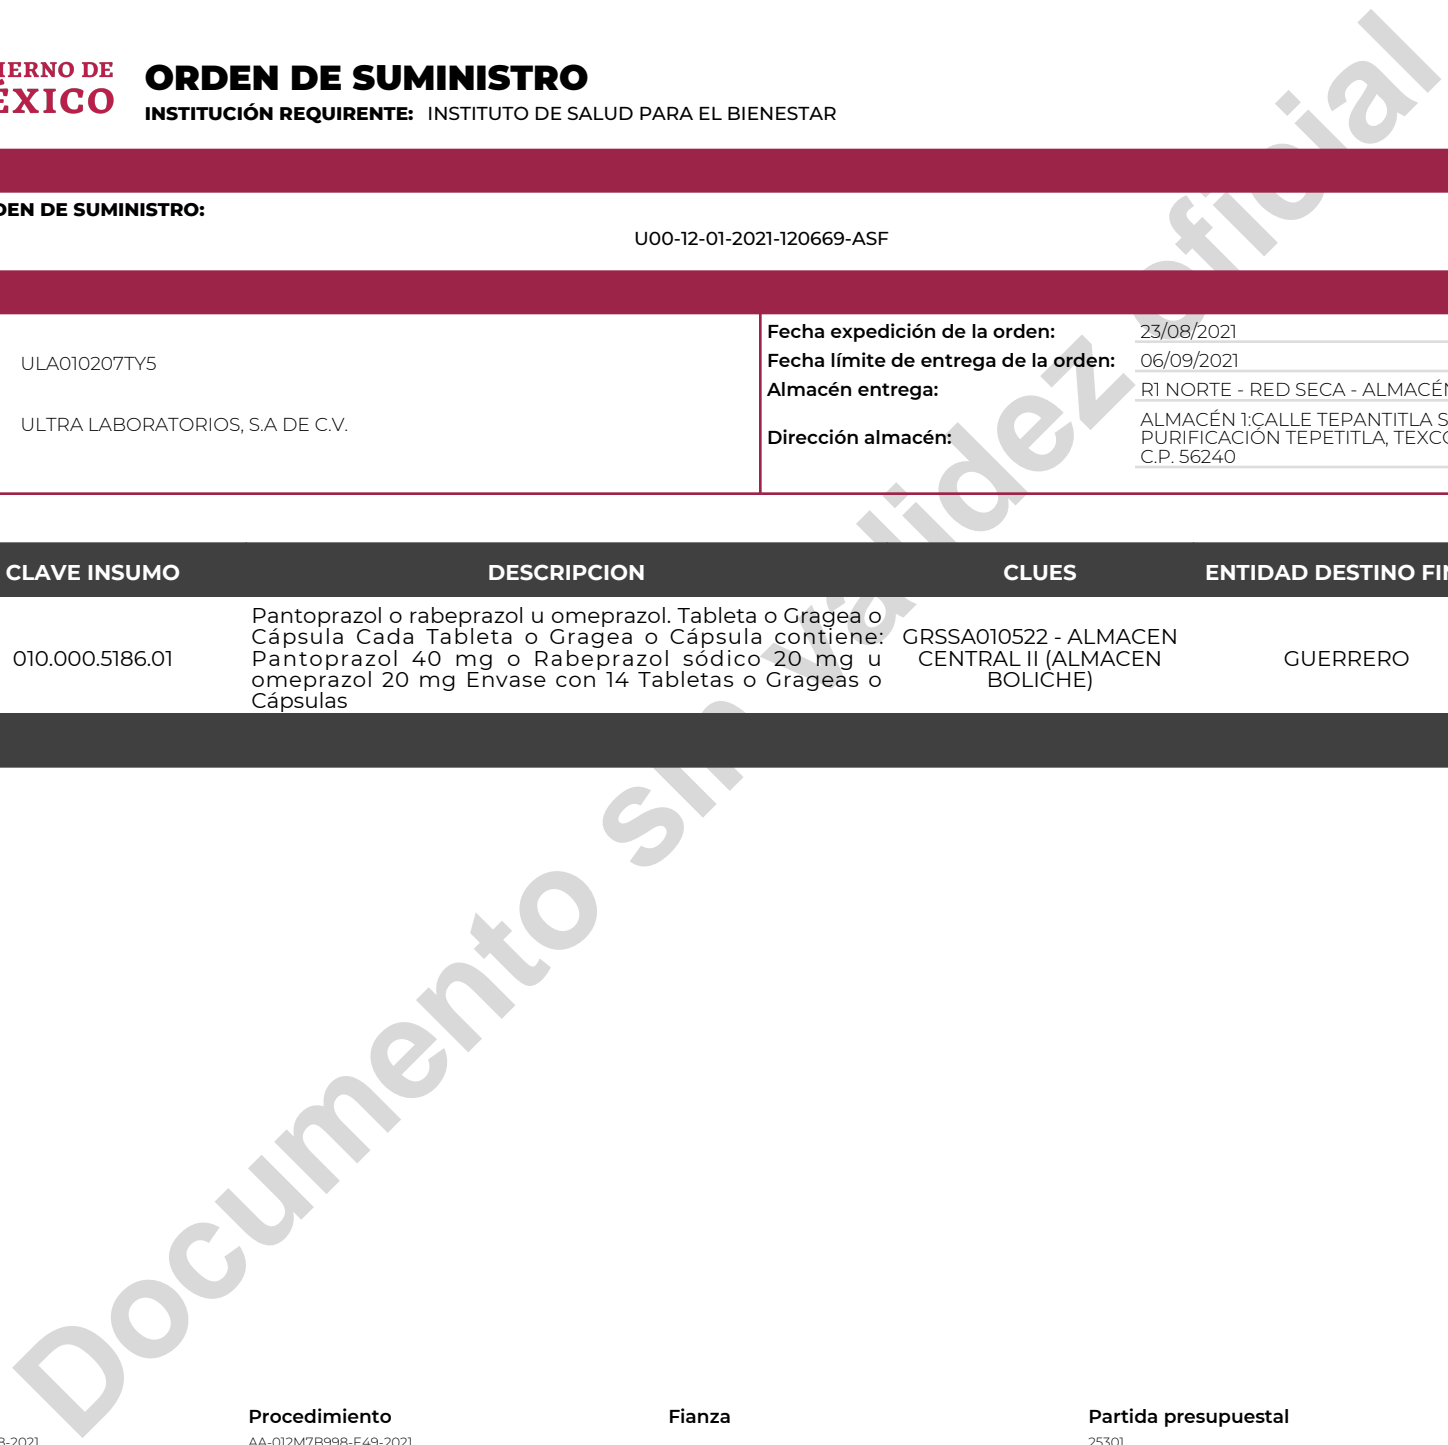 IERNO DE
ÉXICO
ORDEN DE SUMINISTRO
INSTITUCIÓN REQUIRENTE: INSTITUTO DE SALUD PARA EL BIENESTAR
DEN DE SUMINISTRO:
U00-12-01-2021-120669-ASF
ULA010207TY5
ULTRA LABORATORIOS, S.A DE C.V.
Fecha expedición de la orden: 23/08/2021
Fecha límite de entrega de la orden: 06/09/2021
Almacén entrega: R1 NORTE - RED SECA - ALMACÉN
Dirección almacén: ALMACÉN 1:CALLE TEPANTITLA S
PURIFICACIÓN TEPETITLA, TEXCO
C.P. 56240
CLAVE INSUMO DESCRIPCION CLUES ENTIDAD DESTINO FIN
010.000.5186.01
Pantoprazol o rabeprazol u omeprazol. Tableta o Gragea o
Cápsula Cada Tableta o Gragea o Cápsula contiene:
Pantoprazol 40 mg o Rabeprazol sódico 20 mg u
omeprazol 20 mg Envase con 14 Tabletas o Grageas o
Cápsulas
GRSSA010522 - ALMACEN
CENTRAL II (ALMACEN
BOLICHE)
GUERRERO
Documento sin validez oficial
Procedimiento Fianza Partida presupuestal
8-2021 AA-012M7B998-E49-2021 25301